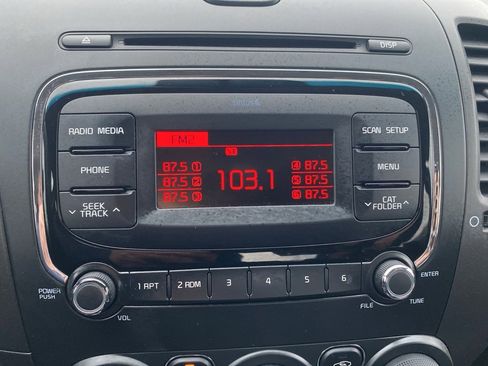 DISP
SIRIUS
RADIO MEDIA
SCAN SETUP
FM2
PHONE
MENU
87.5 1
87.5 2
87.5 3
103.1
4 87.5
5 87.5
6 87.5
SEEK
TRACK
CAT
FOLDER
POWER
PUSH
VOL
1 RPT
2 RDM
3
4
5
6
ENTER
FILE
TUNE